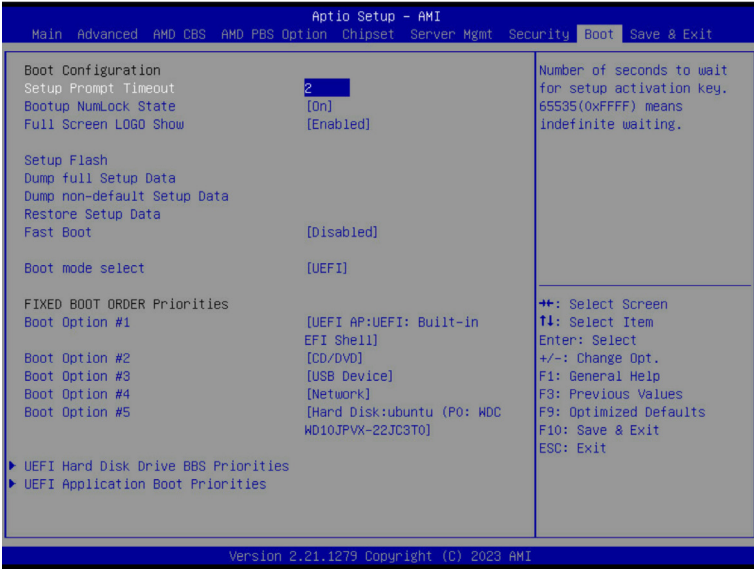 Aptio Setup – AMI
Main Advanced AMD CBS AMD PBS Option Chipset Server Mgmt Security Boot Save & Exit
Boot Configuration
Setup Prompt Timeout 2
Bootup NumLock State [On]
Full Screen LOGO Show [Enabled]
Setup Flash
Dump full Setup Data
Dump non-default Setup Data
Restore Setup Data
Fast Boot [Disabled]
Boot mode select [UEFI]
FIXED BOOT ORDER Priorities
Boot Option #1 [UEFI AP:UEFI: Built-in
EFI Shell]
Boot Option #2 [CD/DVD]
Boot Option #3 [USB Device]
Boot Option #4 [Network]
Boot Option #5 [Hard Disk:ubuntu (P0: WDC
WD10JPVX-22JC3T0]
UEFI Hard Disk Drive BBS Priorities
UEFI Application Boot Priorities
Number of seconds to wait
for setup activation key.
65535(0xFFFF) means
indefinite waiting.
→←: Select Screen
↑↓: Select Item
Enter: Select
+/-: Change Opt.
F1: General Help
F3: Previous Values
F9: Optimized Defaults
F10: Save & Exit
ESC: Exit
Version 2.21.1279 Copyright (C) 2023 AMI